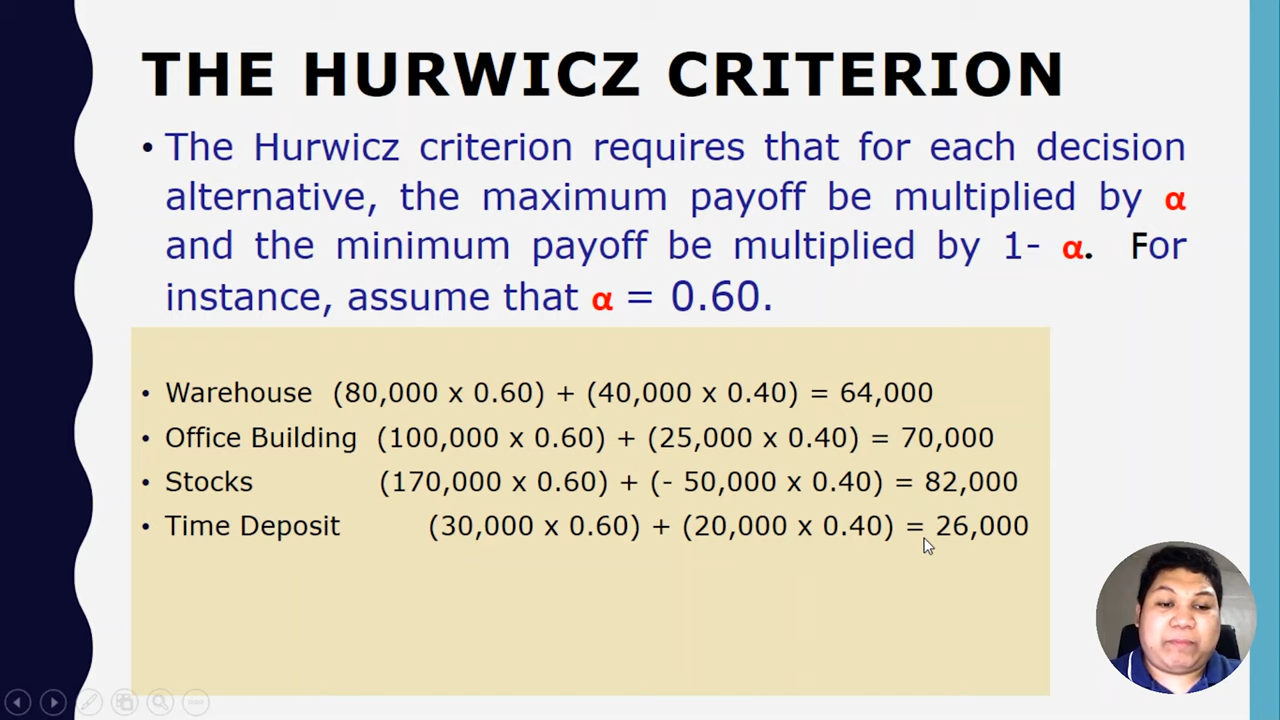 THE HURWICZ CRITERION
• The Hurwicz criterion requires that for each decision
alternative, the maximum payoff be multiplied by α
and the minimum payoff be multiplied by 1- α. For
instance, assume that α = 0.60.
• Warehouse (80,000 x 0.60) + (40,000 x 0.40) = 64,000
• Office Building (100,000 x 0.60) + (25,000 x 0.40) = 70,000
• Stocks (170,000 x 0.60) + (- 50,000 x 0.40) = 82,000
• Time Deposit (30,000 x 0.60) + (20,000 x 0.40) = 26,000